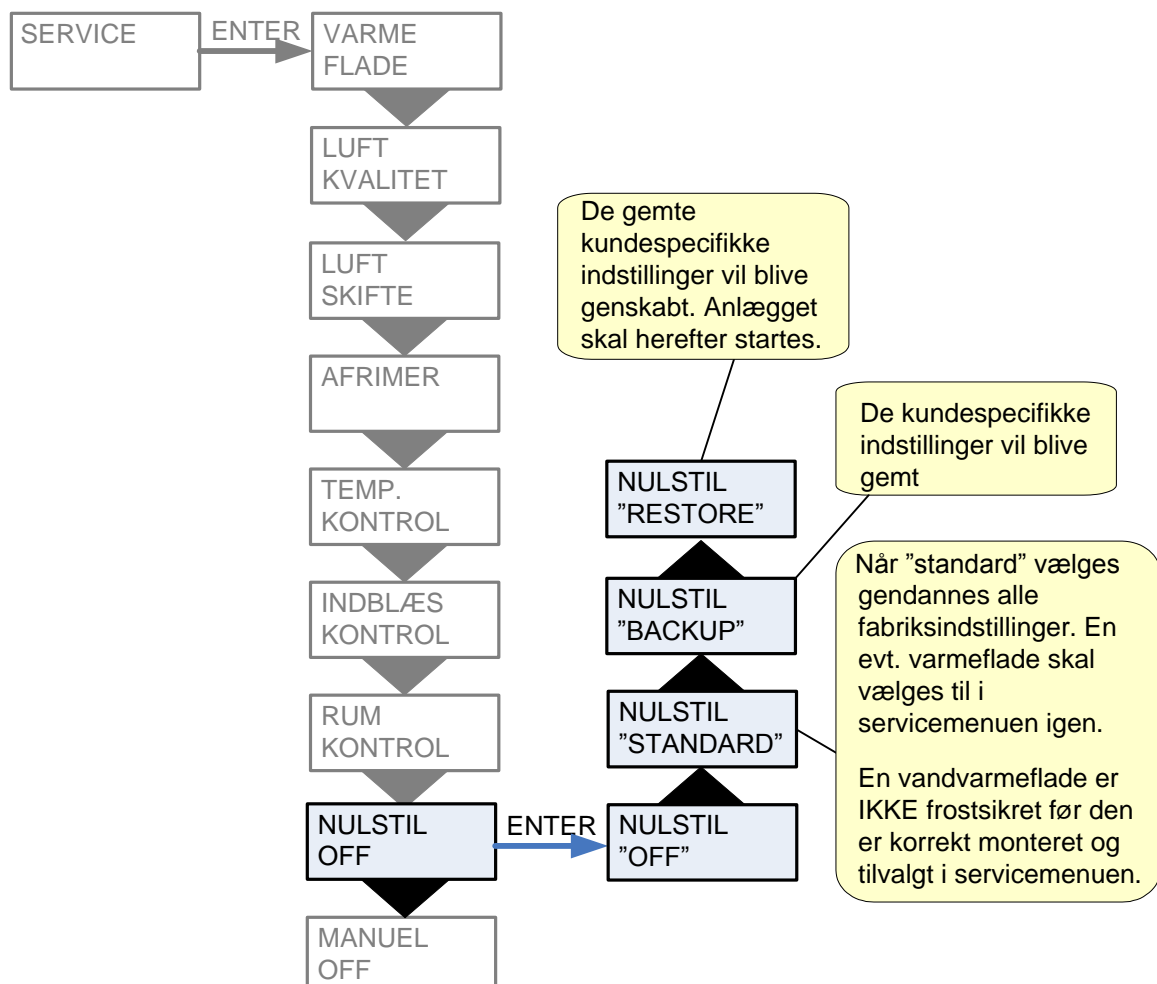 SERVICE
ENTER
VARME
FLADE
LUFT
KVALITET
LUFT
SKIFTE
AFRIMER
TEMP.
KONTROL
INDBLÆS
KONTROL
RUM
KONTROL
NULSTIL
OFF
MANUEL
OFF
ENTER
NULSTIL
”OFF”
NULSTIL
”STANDARD”
NULSTIL
”BACKUP”
NULSTIL
”RESTORE”
De gemte
kundespecifikke
indstillinger vil blive
genskabt. Anlægget
skal herefter startes.
De kundespecifikke
indstillinger vil blive
gemt
Når ”standard” vælges
gendannes alle
fabriksindstillinger. En
evt. varmeflade skal
vælges til i
servicemenuen igen.
En vandvarmeflade er
IKKE frostsikret før den
er korrekt monteret og
tilvalgt i servicemenuen.